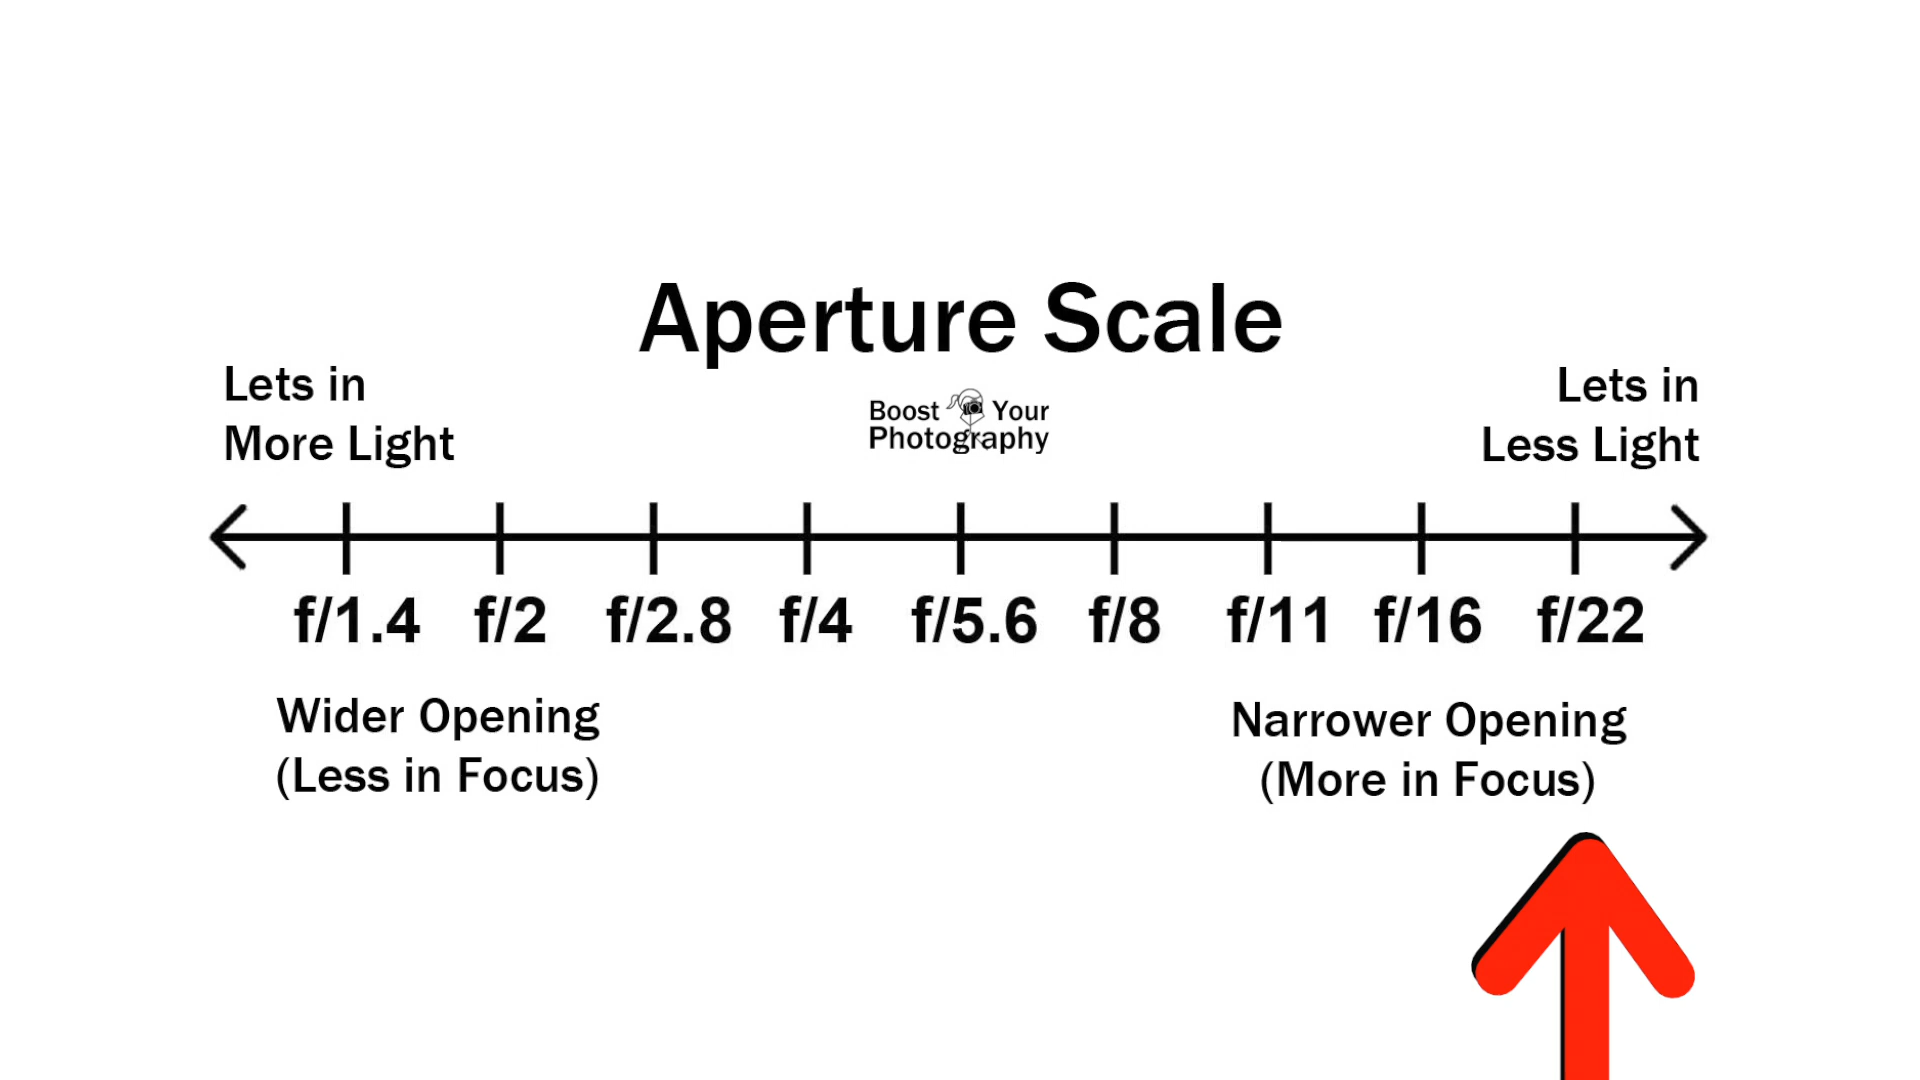 Aperture Scale
Boost Your
Photography
Lets in
More Light
Lets in
Less Light
f/1.4 f/2 f/2.8 f/4 f/5.6 f/8 f/11 f/16 f/22
Wider Opening
(Less in Focus)
Narrower Opening
(More in Focus)